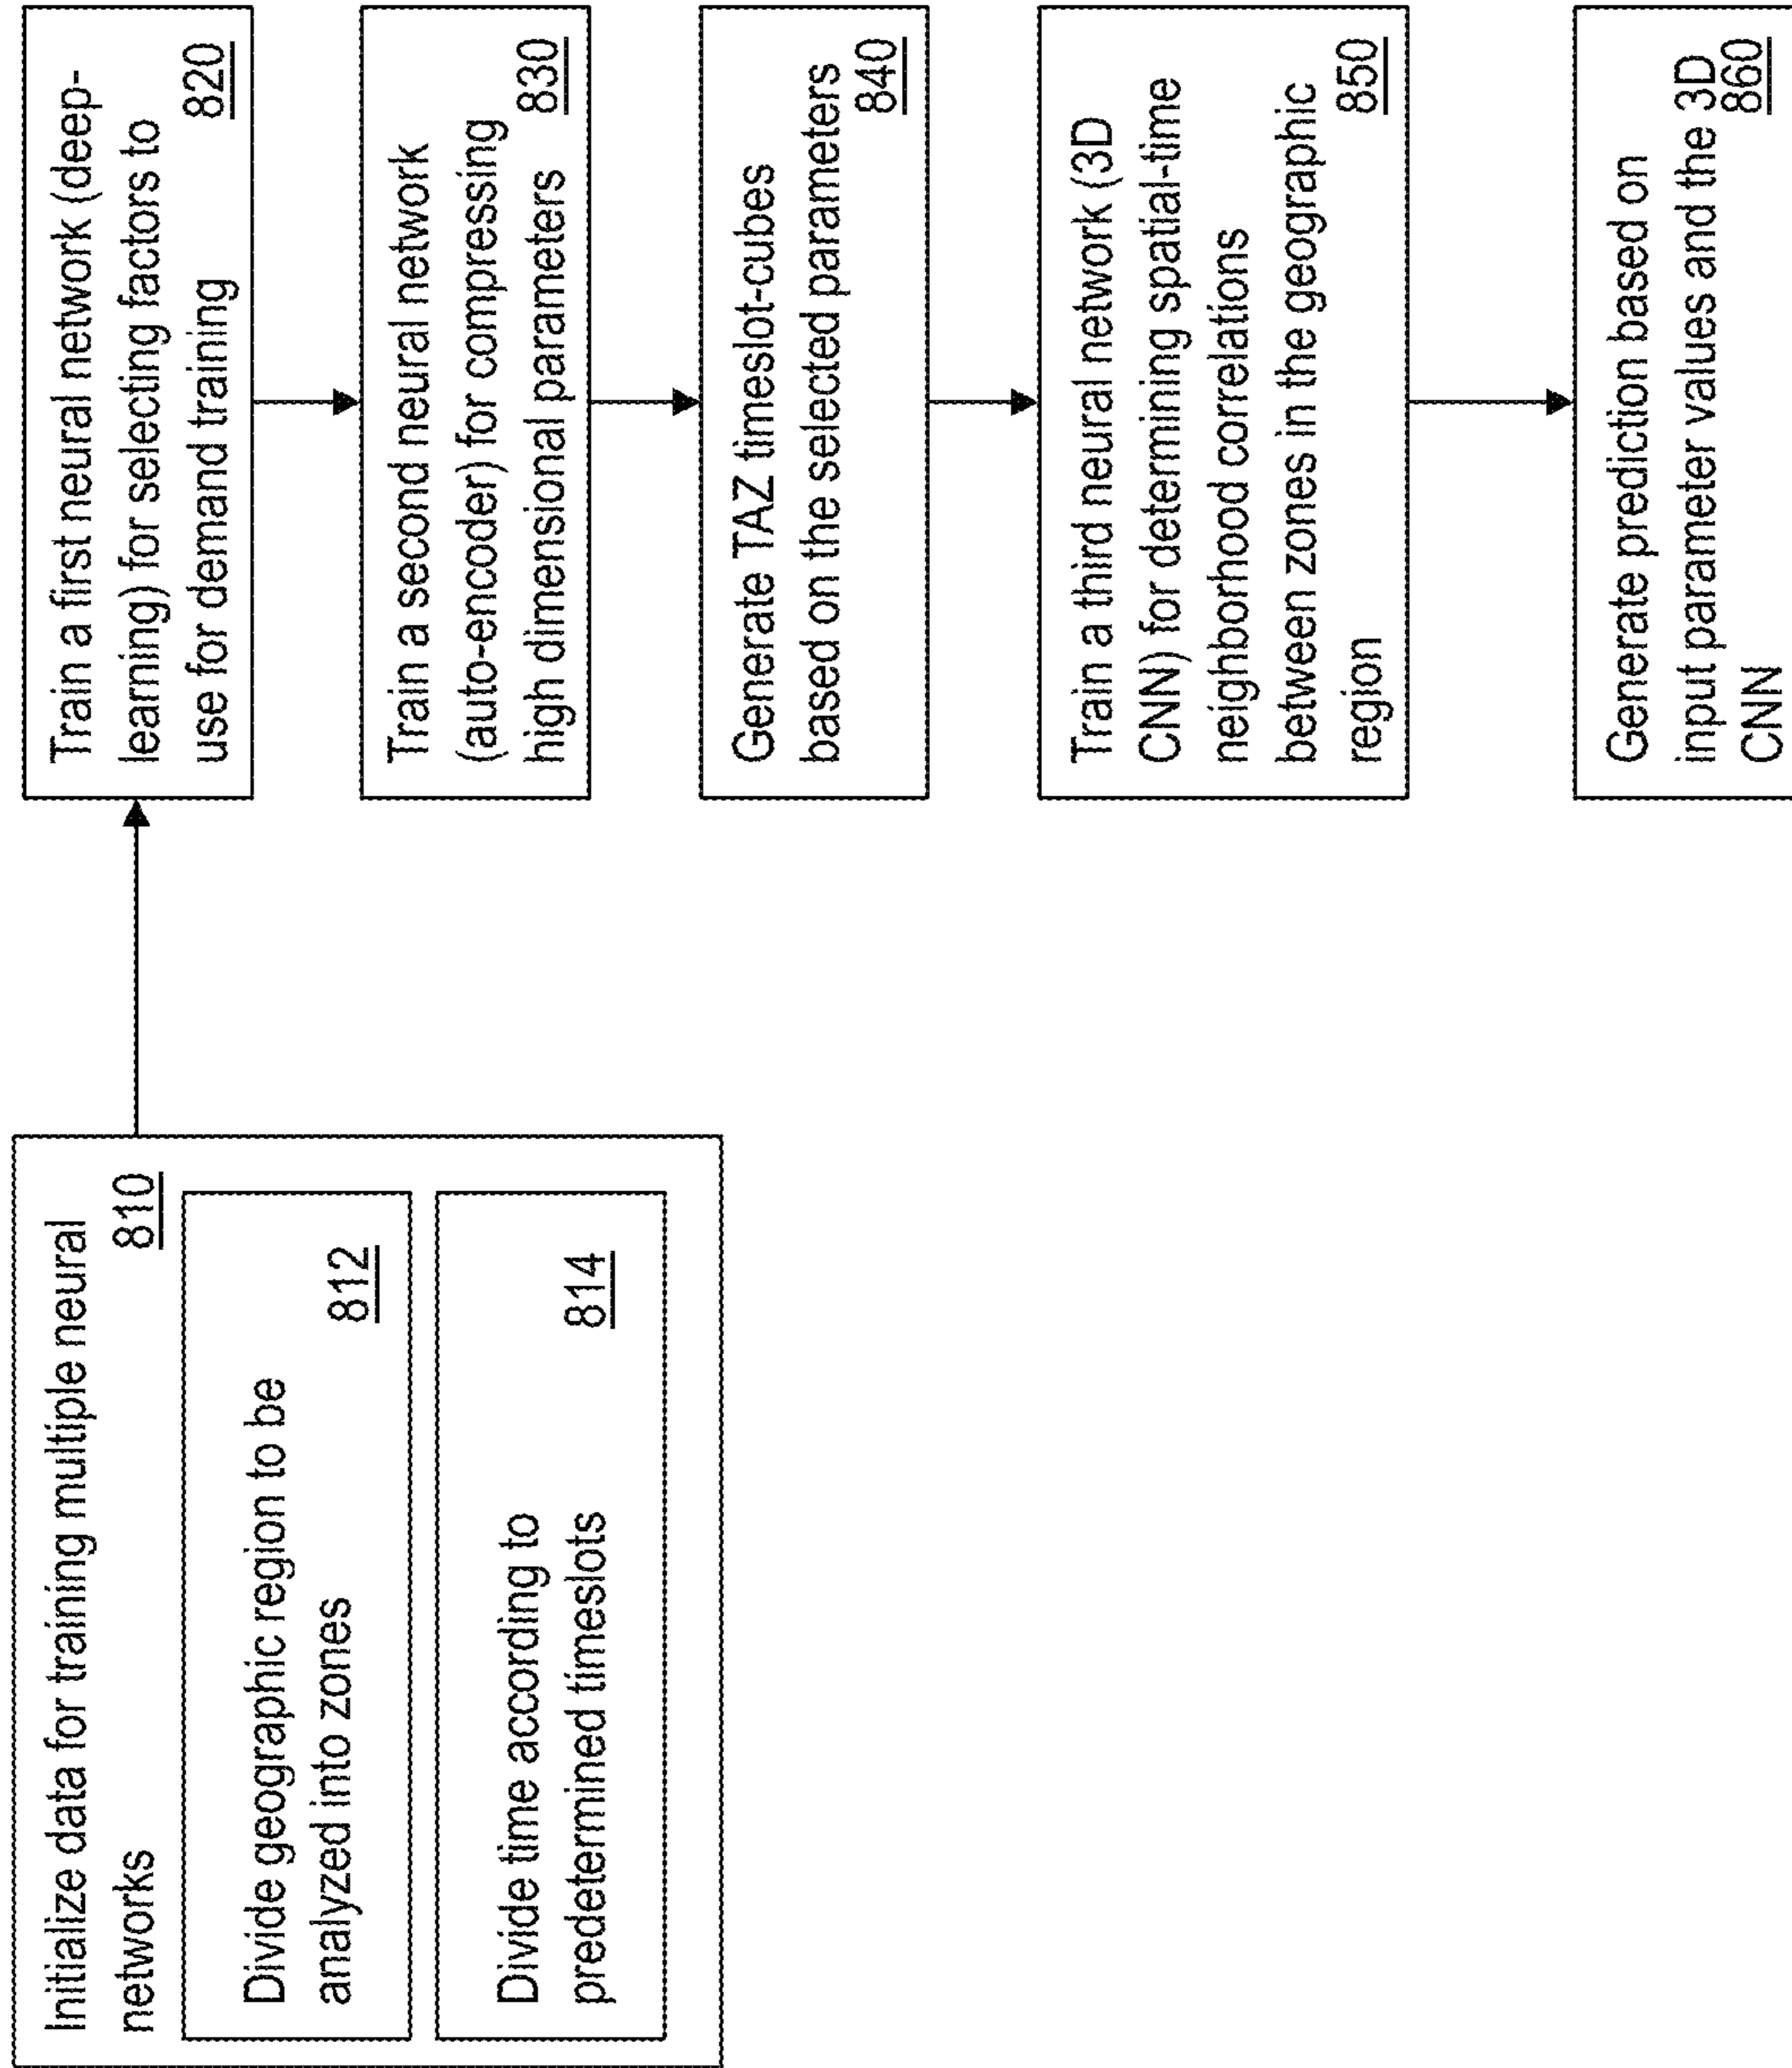 Initialize data for training multiple neural
networks
810
Divide geographic region to be
analyzed into zones
812
Divide time according to
predetermined timeslots
814
Train a first neural network (deep-
learning) for selecting factors to
use for demand training
820
Train a second neural network
(auto-encoder) for compressing
high dimensional parameters
830
Generate TAZ timeslot-cubes
based on the selected parameters
840
Train a third neural network (3D
CNN) for determining spatial-time
neighborhood correlations
between zones in the geographic
region
850
Generate prediction based on
input parameter values and the 3D
CNN
860